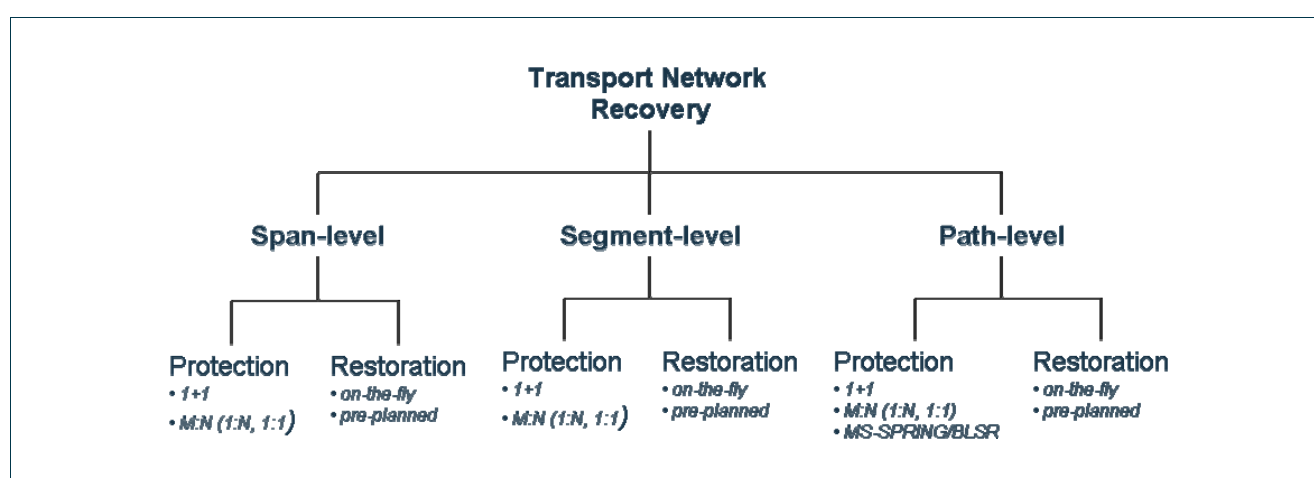 Transport Network
Recovery
Span-level
Segment-level
Path-level
Protection
• 1+1
• M:N (1:N, 1:1)
Restoration
• on-the-fly
• pre-planned
Protection
• 1+1
• M:N (1:N, 1:1)
Restoration
• on-the-fly
• pre-planned
Protection
• 1+1
• M:N (1:N, 1:1)
• MS-SPRING/BLSR
Restoration
• on-the-fly
• pre-planned